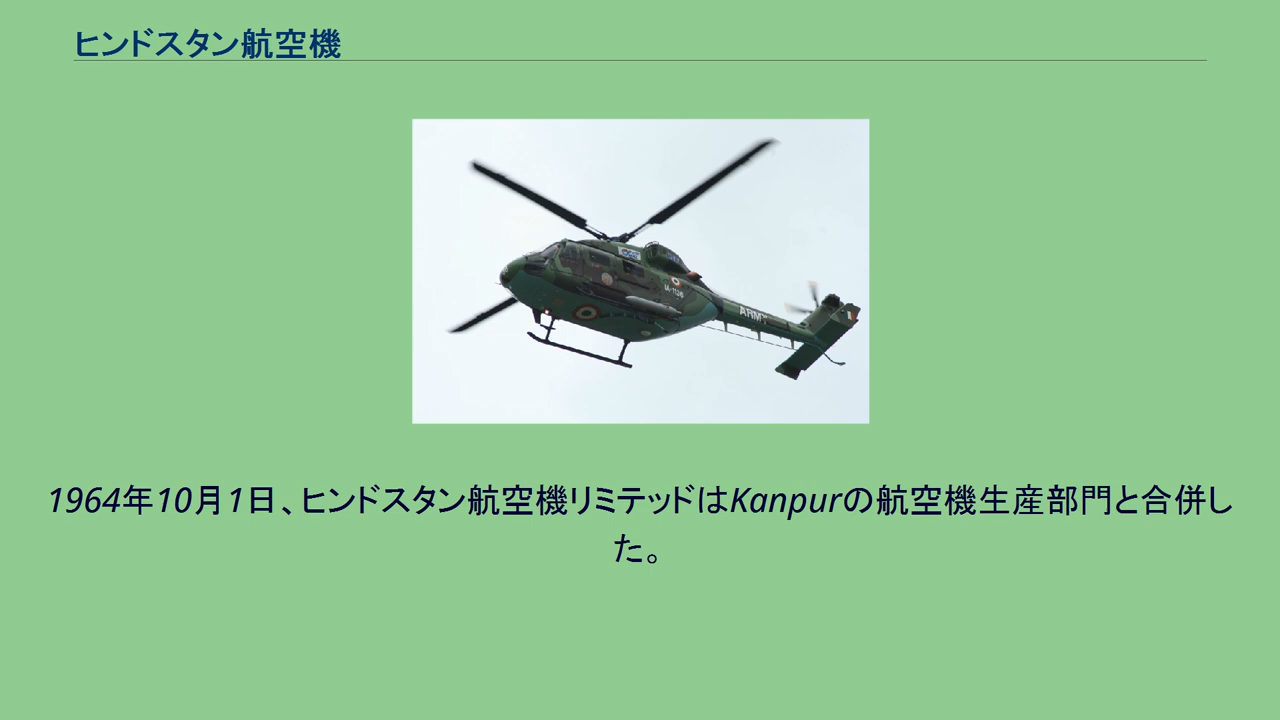 ヒンドスタン航空機
ARMY
1964年10月1日、ヒンドスタン航空機リミテッドはKanpurの航空機生産部門と合併し
た。